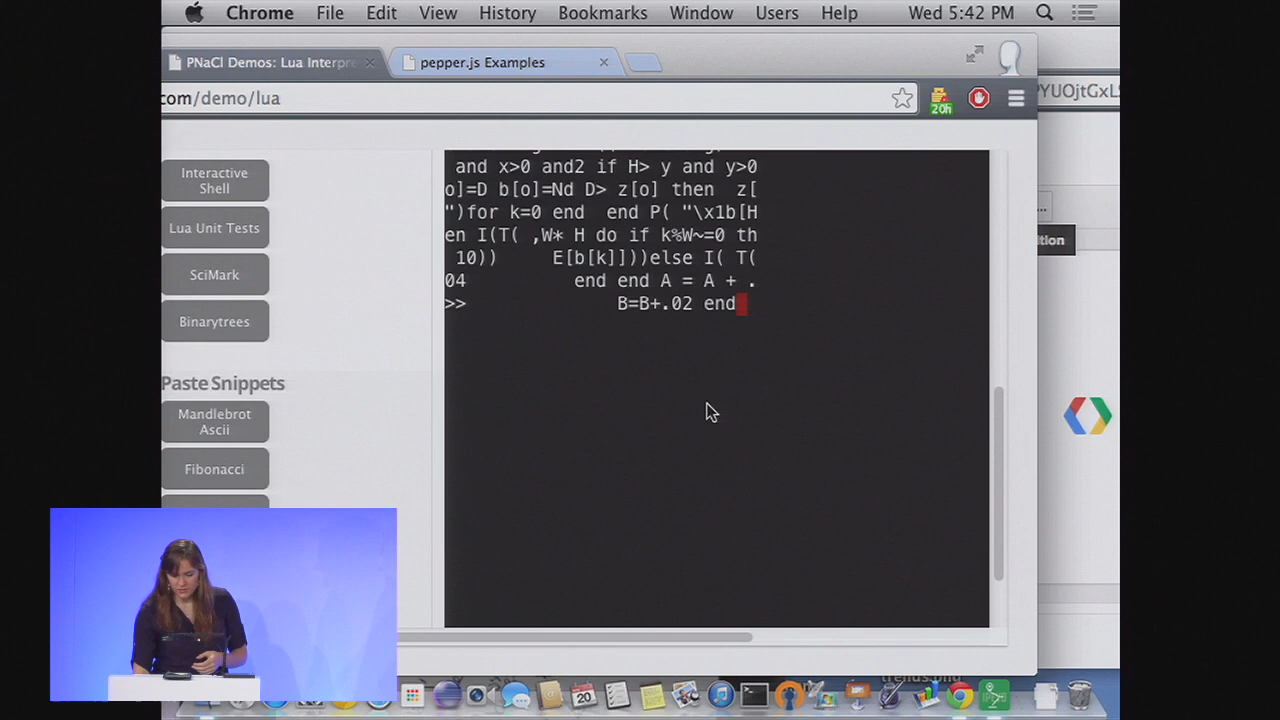 Chrome File Edit View History Bookmarks Window Users Help Wed 5:42 PM
PNaCl Demos: Lua Interpre
pepper.js Examples
com/demo/lua
20h
YUOjtGxLS
Interactive
Shell
Lua Unit Tests
SciMark
Binarytrees
Paste Snippets
Mandlebrot
Ascii
Fibonacci
and x>0 and2 if H> y and y>0
o]=D b[o]=Nd D> z[o] then z[
")for k=0 end end P( "\x1b[H
en I(T( ,W* H do if k%W~=0 th
10)) E[b[k]]))else I( T(
04 end end A = A + .
>> B=B+.02 end
...
ition
20